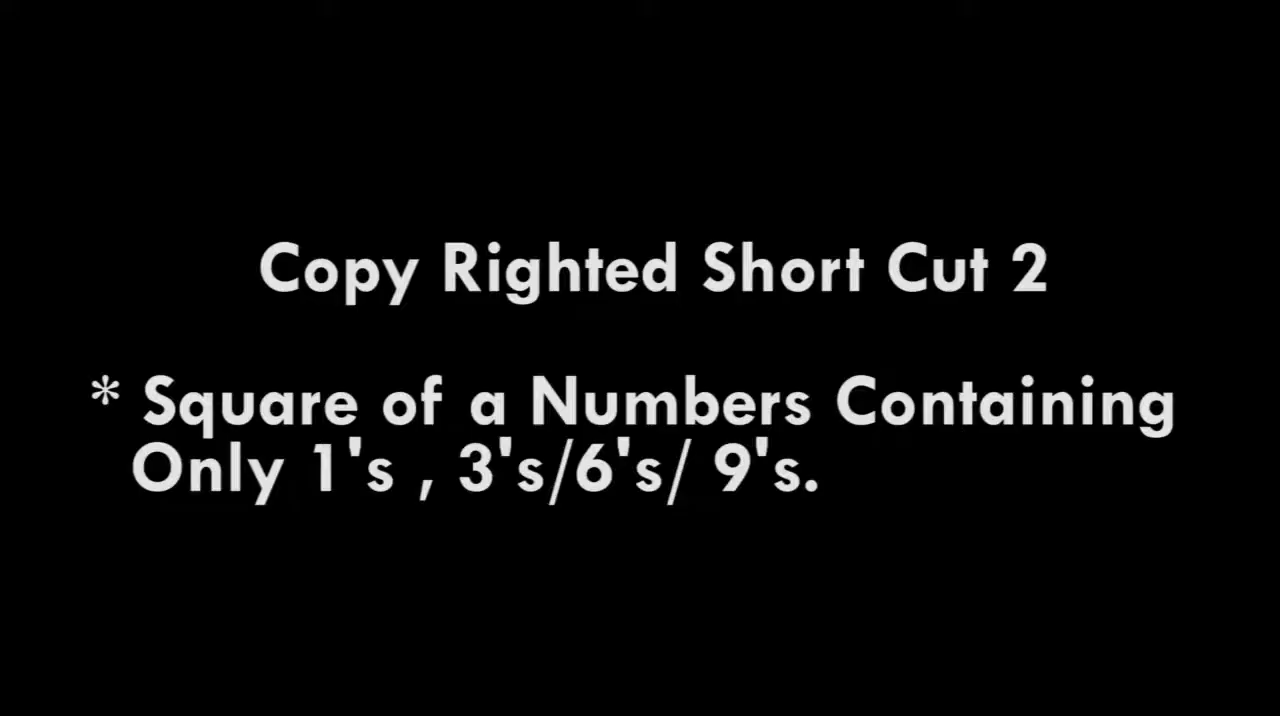 Copy Righted Short Cut 2
* Square of a Numbers Containing
Only 1's , 3's/6's/ 9's.